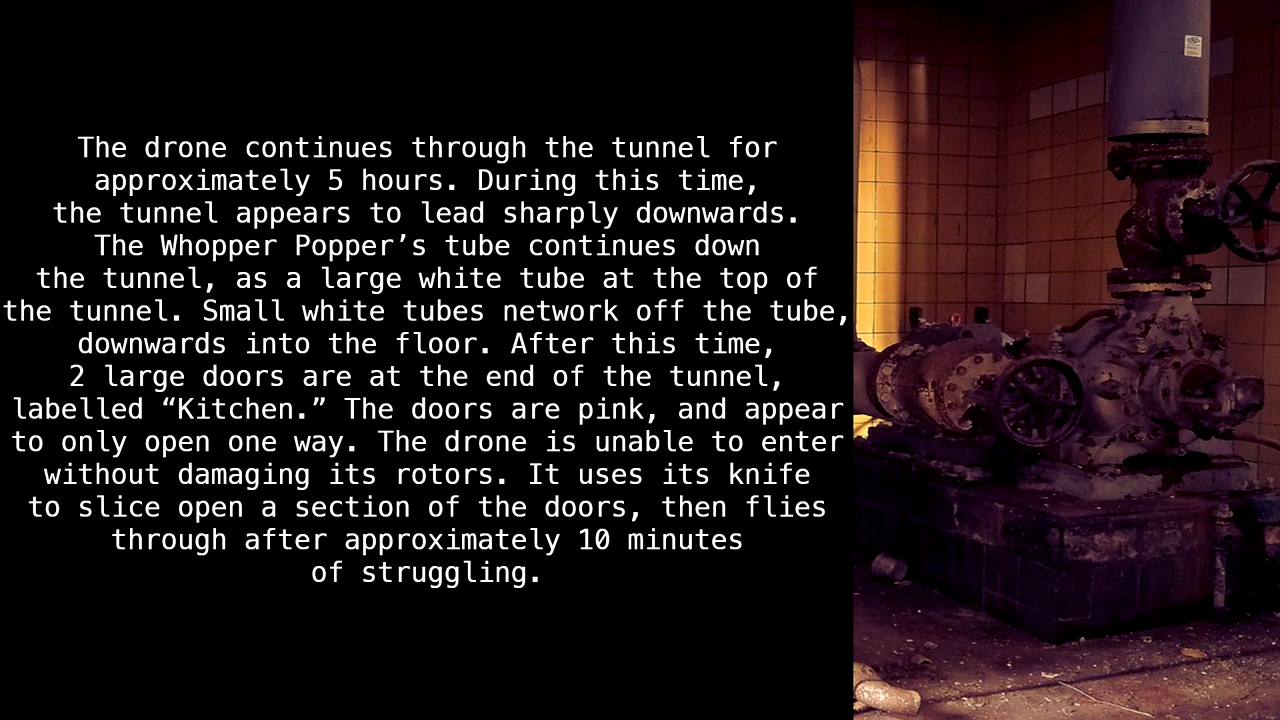 The drone continues through the tunnel for
approximately 5 hours. During this time,
the tunnel appears to lead sharply downwards.
The Whopper Popper’s tube continues down
the tunnel, as a large white tube at the top of
the tunnel. Small white tubes network off the tube,
downwards into the floor. After this time,
2 large doors are at the end of the tunnel,
labelled “Kitchen.” The doors are pink, and appear
to only open one way. The drone is unable to enter
without damaging its rotors. It uses its knife
to slice open a section of the doors, then flies
through after approximately 10 minutes
of struggling.